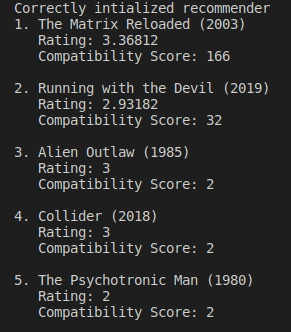 Correctly intialized recommender
1. The Matrix Reloaded (2003)
Rating: 3.36812
Compatibility Score: 166
2. Running with the Devil (2019)
Rating: 2.93182
Compatibility Score: 32
3. Alien Outlaw (1985)
Rating: 3
Compatibility Score: 2
4. Collider (2018)
Rating: 3
Compatibility Score: 2
5. The Psychotronic Man (1980)
Rating: 2
Compatibility Score: 2